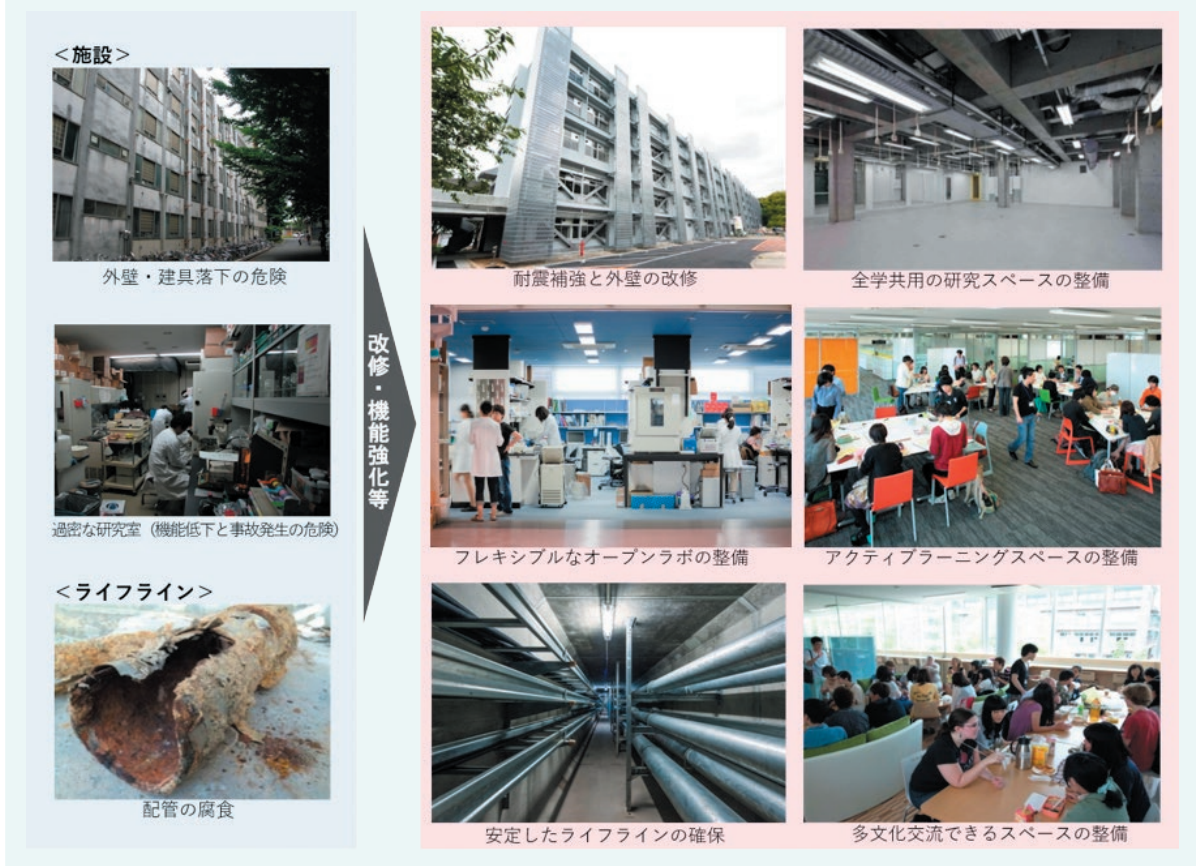 ＜施設＞
外壁・建具落下の危険
過密な研究室（機能低下と事故発生の危険）
＜ライフライン＞
配管の腐食
改修・機能強化等
耐震補強と外壁の改修
全学共用の研究スペースの整備
フレキシブルなオープンラボの整備
アクティブラーニングスペースの整備
安定したライフラインの確保
多文化交流できるスペースの整備